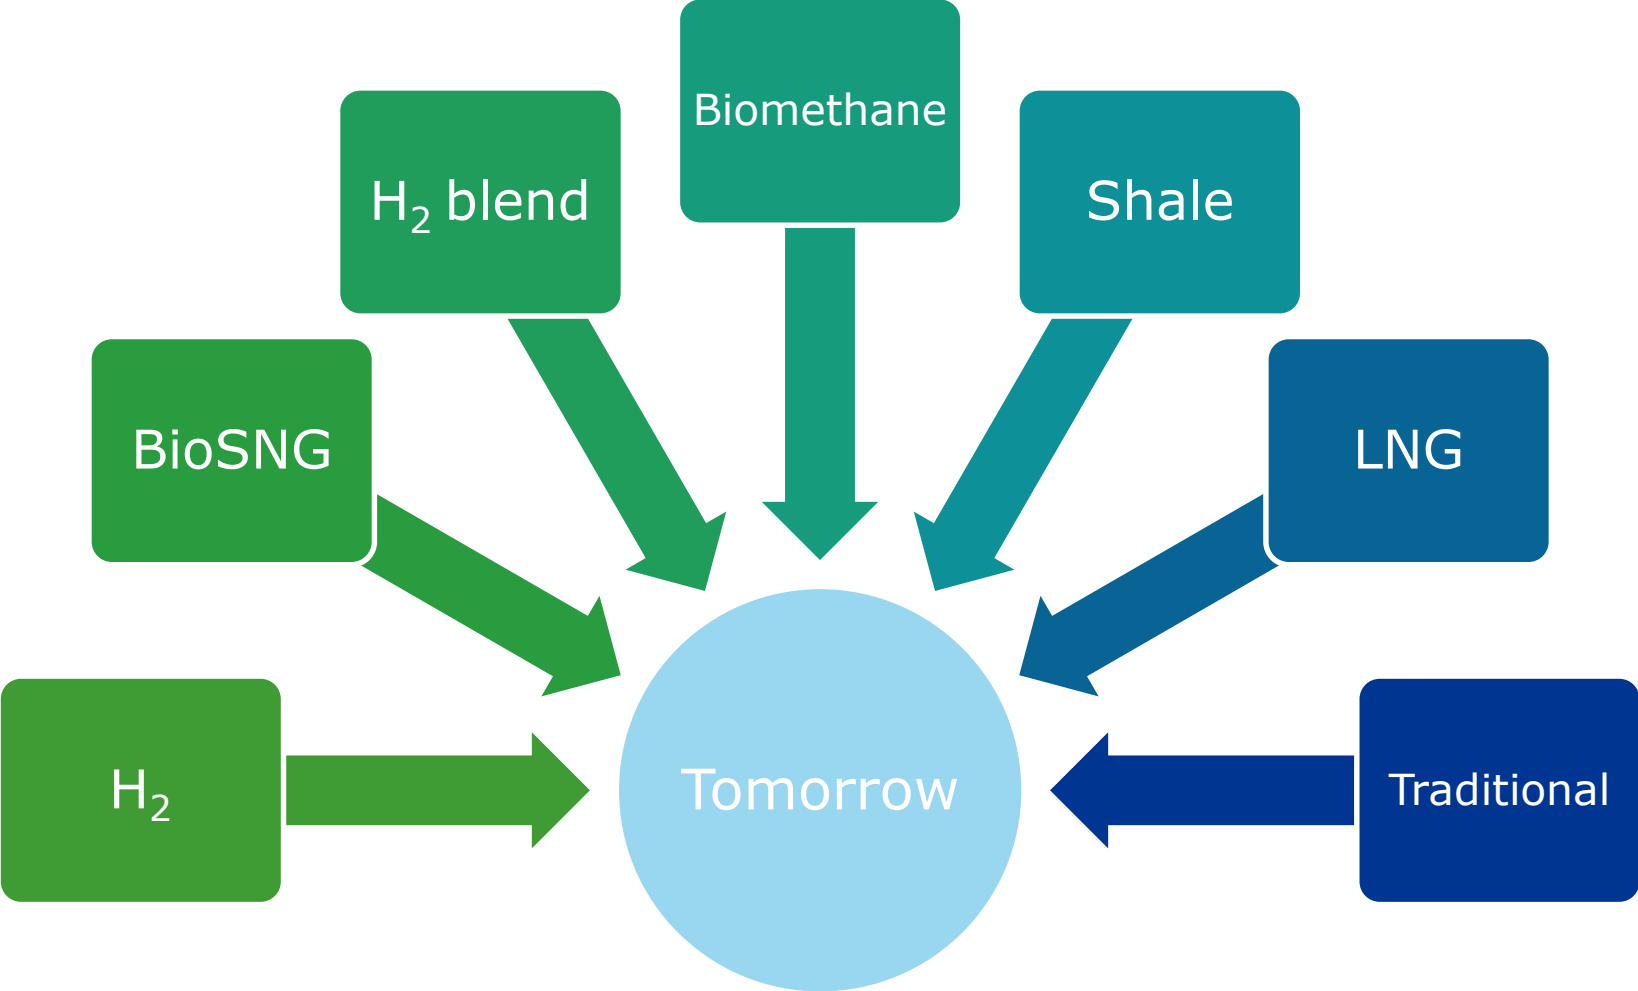 Biomethane
H₂ blend
Shale
BioSNG
LNG
H₂
Tomorrow
Traditional